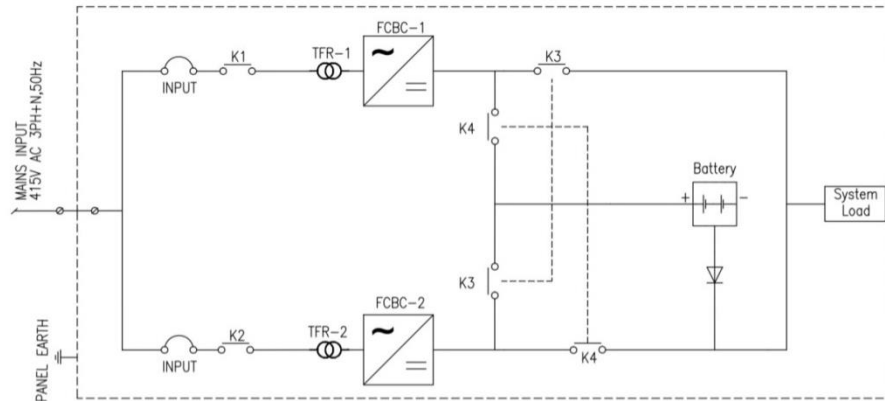 FCBC-1
K1
TFR-1
K3
INPUT
K4
MAINS INPUT
415V AC 3PH+N,50Hz
Battery
+
-
System
Load
K3
FCBC-2
K2
TFR-2
INPUT
K4
PANEL EARTH